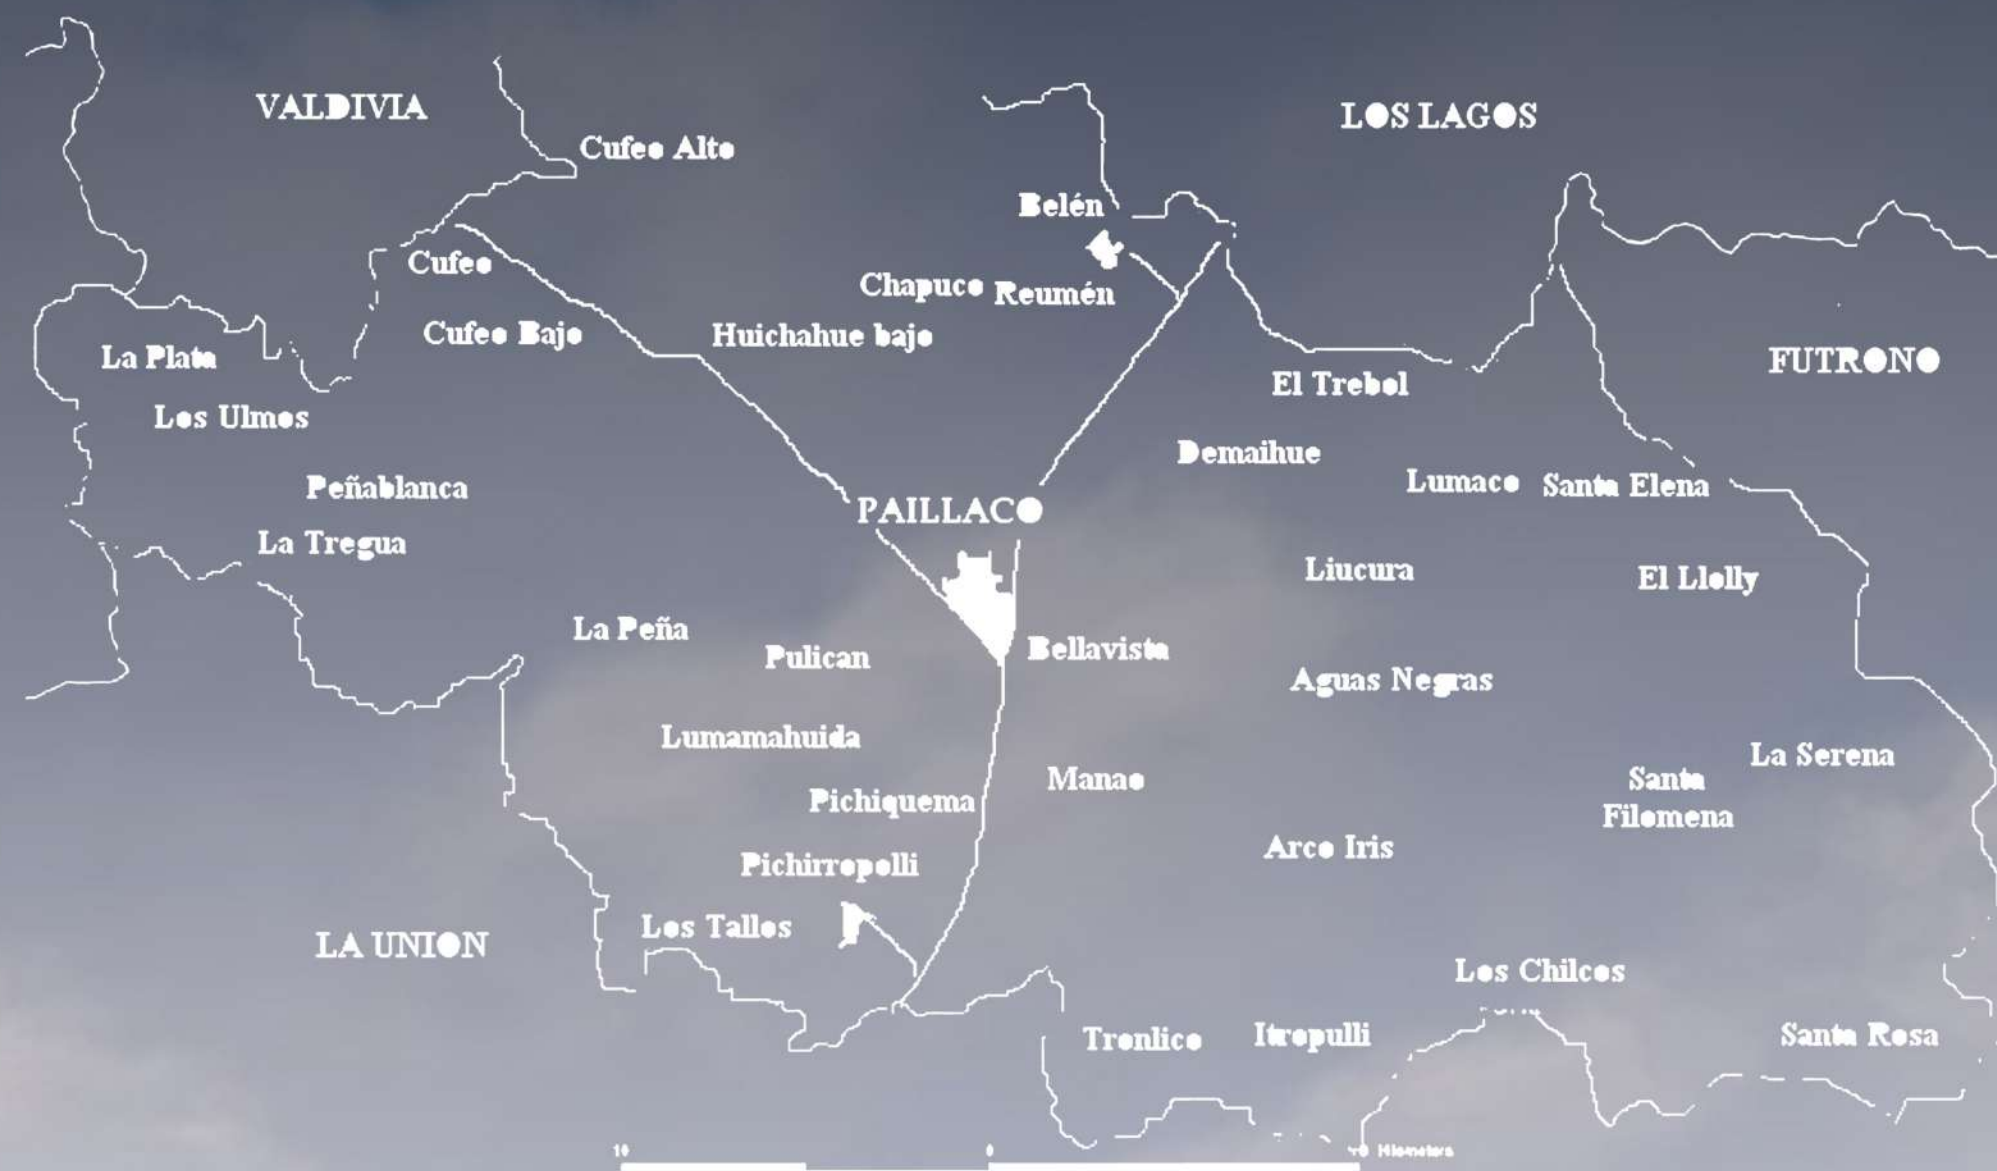 VALDIVIA
LOS LAGOS
Cufeo Alto
Belén
Cufeo
Chapuco
Reumén
Cufeo Bajo
Huichahue bajo
La Plata
FUTRONO
El Trebol
Los Ulmos
Demaihue
Peñablanca
Lumaco
Santa Elena
PAILLACO
La Tregua
Liucura
El Llolly
La Peña
Pulican
Bellavista
Aguas Negras
Lumamahuida
La Serena
Manao
Santa
Filomena
Pichiquema
Arco Iris
Pichirropolli
Los Tallos
LA UNION
Los Chilcos
Tronlico
Itropulli
Santa Rosa
10
0
Kilometers